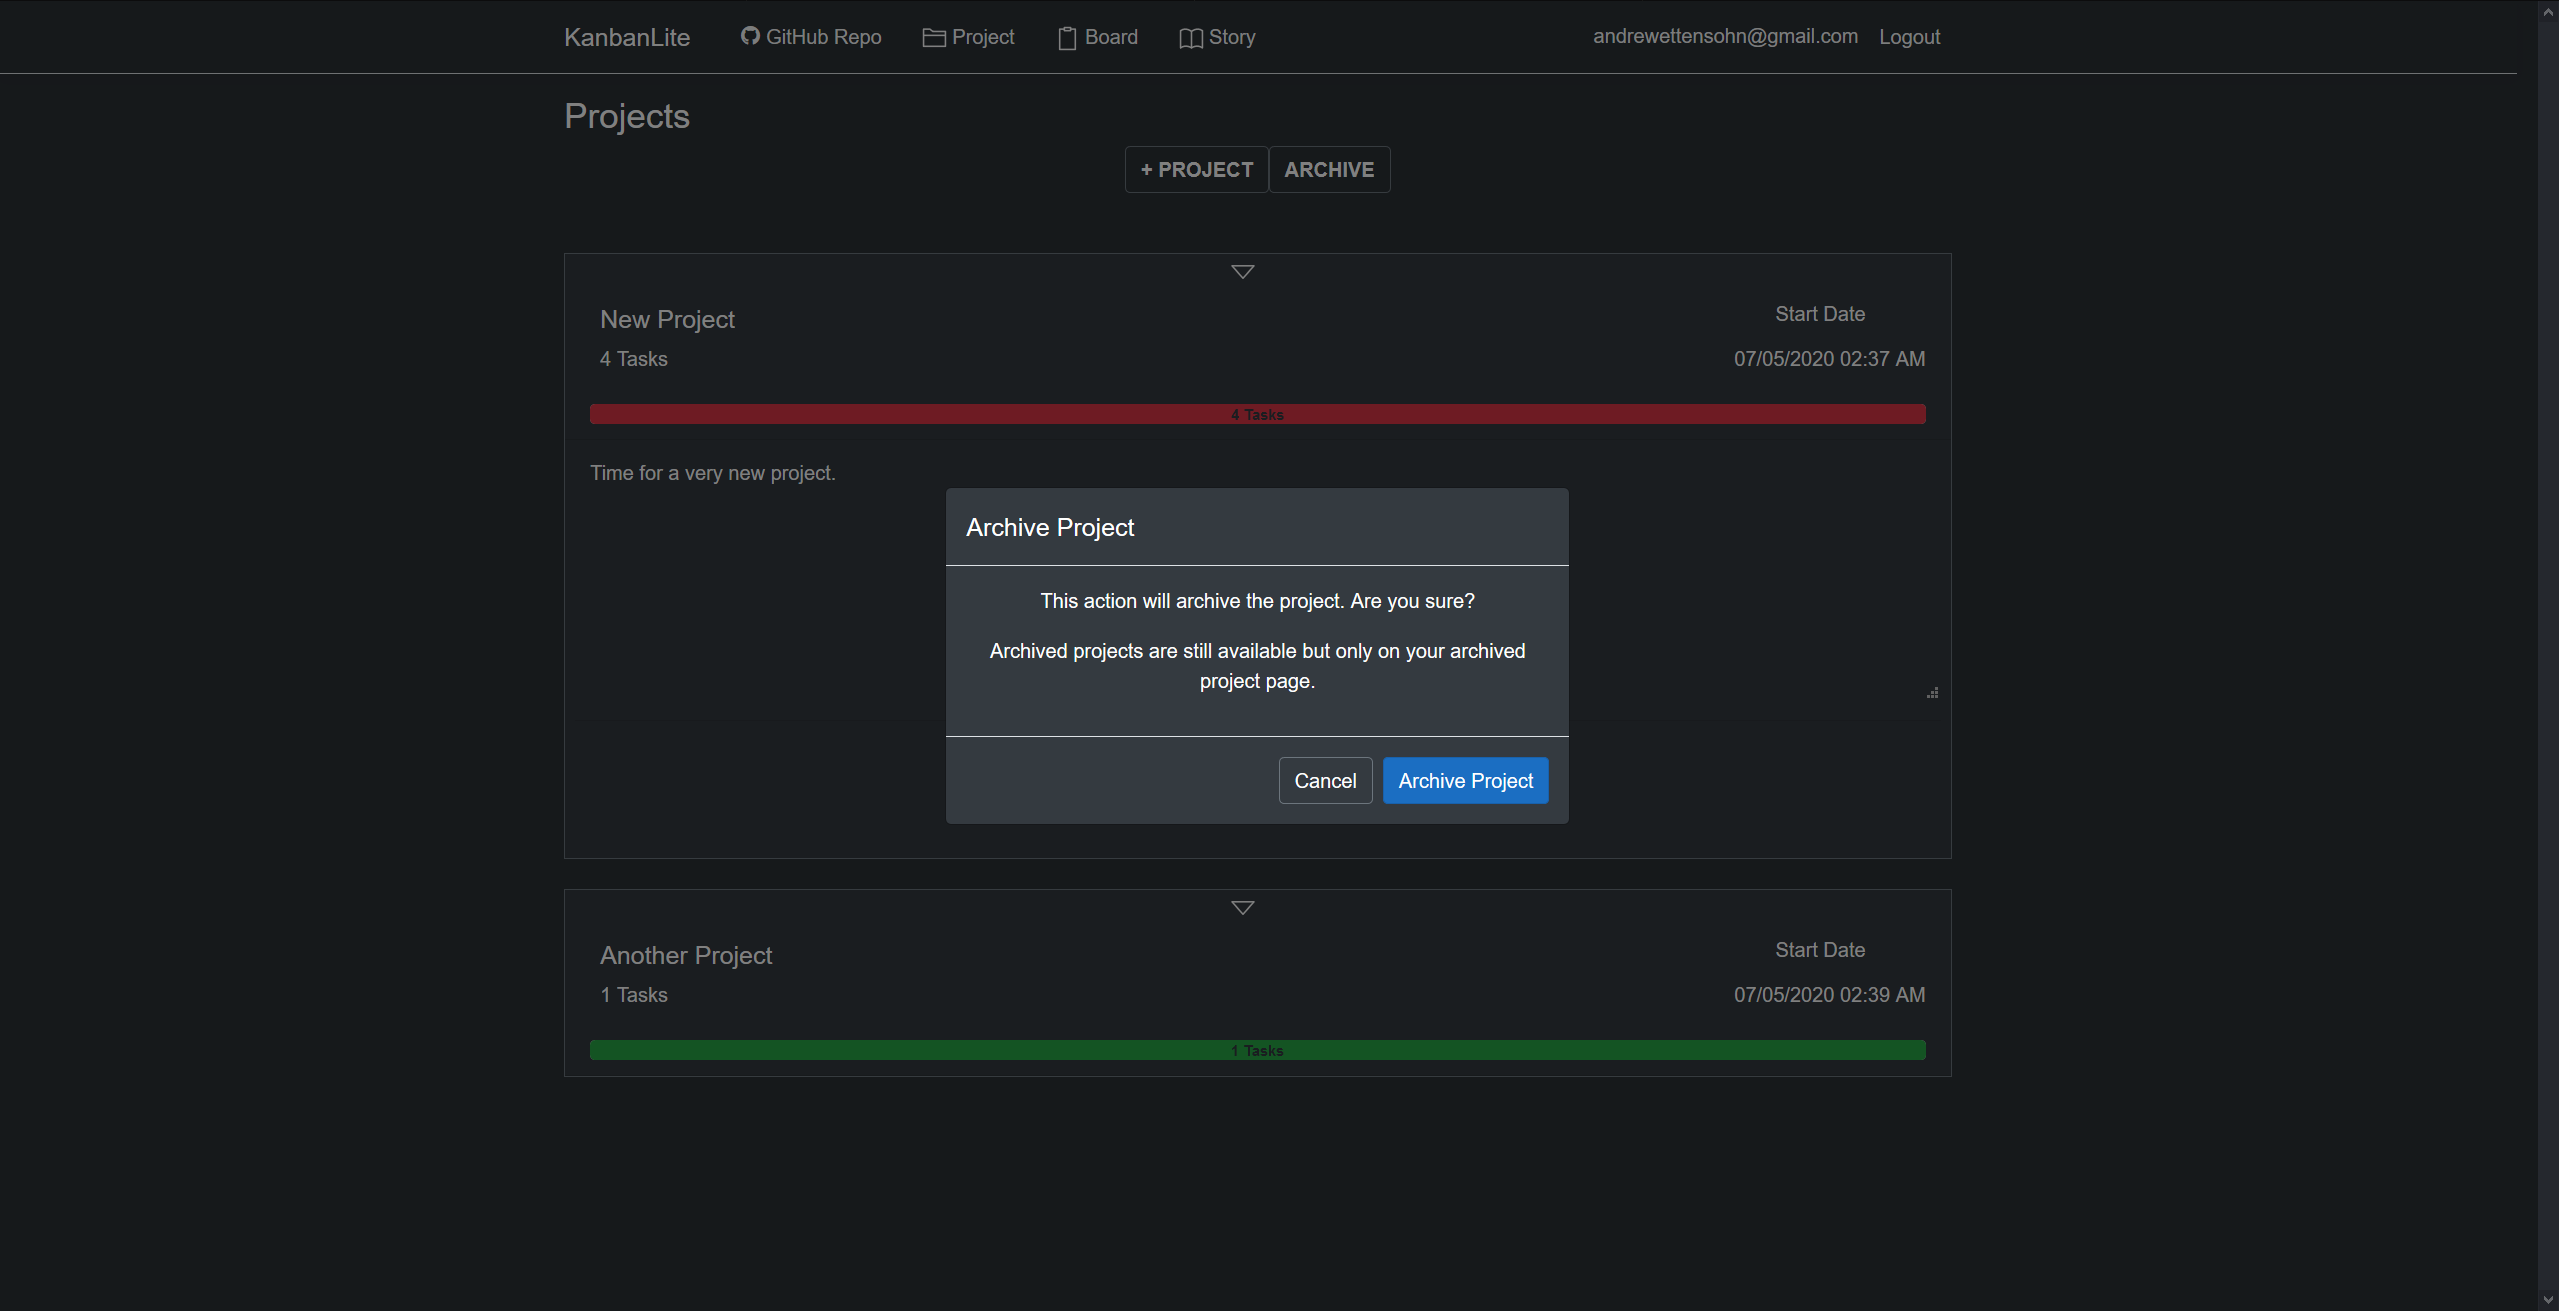 KanbanLite GitHub Repo Project Board Story andrewettensohn@gmail.com Logout
Projects
+ PROJECT ARCHIVE
New Project
Start Date
4 Tasks
07/05/2020 02:37 AM
4 Tasks
Time for a very new project.
Archive Project
This action will archive the project. Are you sure?
Archived projects are still available but only on your archived
project page.
Cancel Archive Project
Another Project
Start Date
1 Tasks
07/05/2020 02:39 AM
1 Tasks